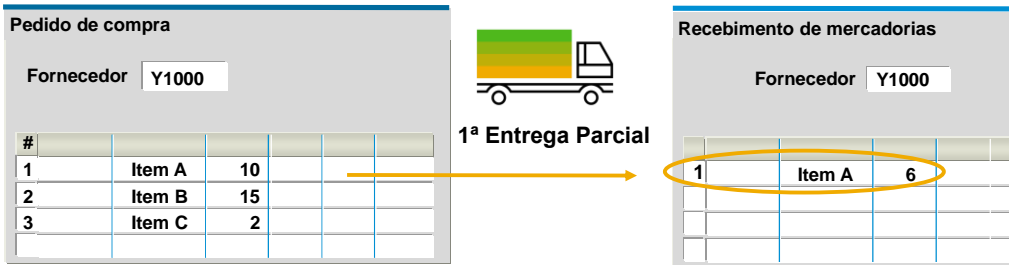 Pedido de compra
Fornecedor Y1000
#
1 Item A 10
2 Item B 15
3 Item C 2
1ª Entrega Parcial
Recebimento de mercadorias
Fornecedor Y1000
1 Item A 6